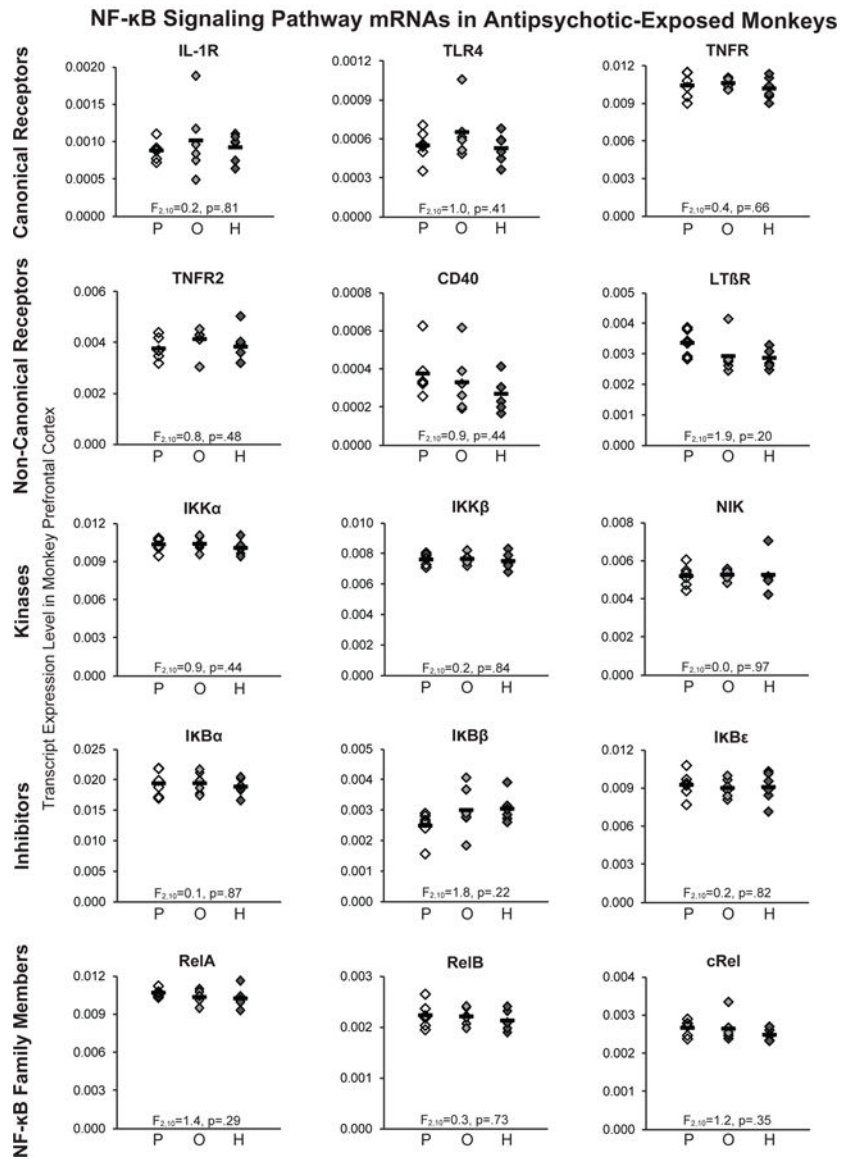 NF-κB Signaling Pathway mRNAs in Antipsychotic-Exposed Monkeys
Transcript Expression Level in Monkey Prefrontal Cortex
Canonical Receptors
IL-1R
0.0020
0.0015
0.0010
0.0005
0.0000
F2,10=0.2, p=.81
P O H
TLR4
0.0012
0.0009
0.0006
0.0003
0.0000
F2,10=1.0, p=.41
P O H
TNFR
0.012
0.009
0.006
0.003
0.000
F2,10=0.4, p=.66
P O H
Non-Canonical Receptors
TNFR2
0.006
0.004
0.002
0.000
F2,10=0.8, p=.48
P O H
CD40
0.0008
0.0006
0.0004
0.0002
0.0000
F2,10=0.9, p=.44
P O H
LTßR
0.005
0.004
0.003
0.002
0.001
0.000
F2,10=1.9, p=.20
P O H
Kinases
IKKα
0.012
0.009
0.006
0.003
0.000
F2,10=0.9, p=.44
P O H
IKKβ
0.010
0.008
0.006
0.004
0.002
0.000
F2,10=0.2, p=.84
P O H
NIK
0.008
0.006
0.004
0.002
0.000
F2,10=0.0, p=.97
P O H
Inhibitors
IκBα
0.025
0.020
0.015
0.010
0.005
0.000
F2,10=0.1, p=.87
P O H
IκBβ
0.005
0.004
0.003
0.002
0.001
0.000
F2,10=1.8, p=.22
P O H
IκBε
0.012
0.009
0.006
0.003
0.000
F2,10=0.2, p=.82
P O H
NF-κB Family Members
RelA
0.012
0.009
0.006
0.003
0.000
F2,10=1.4, p=.29
P O H
RelB
0.003
0.002
0.001
0.000
F2,10=0.3, p=.73
P O H
cRel
0.004
0.003
0.002
0.001
0.000
F2,10=1.2, p=.35
P O H